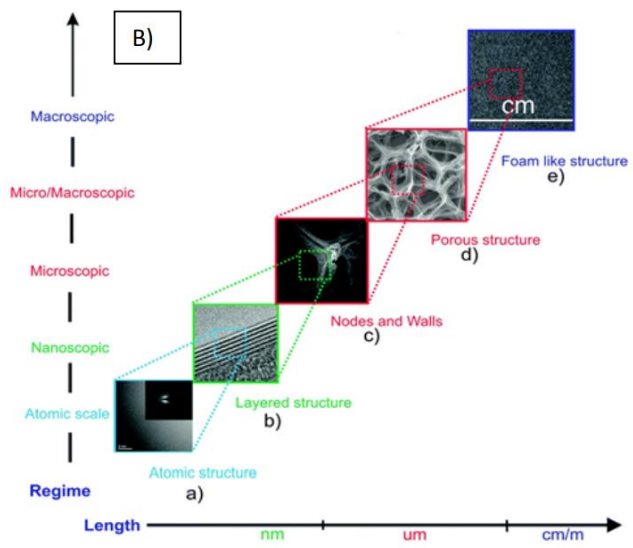 B)
Macroscopic
cm
Foam like structure
e)
Micro/Macroscopic
Porous structure
d)
Microscopic
Nodes and Walls
c)
Nanoscopic
Layered structure
b)
Atomic scale
Atomic structure
a)
Regime
Length
nm
um
cm/m